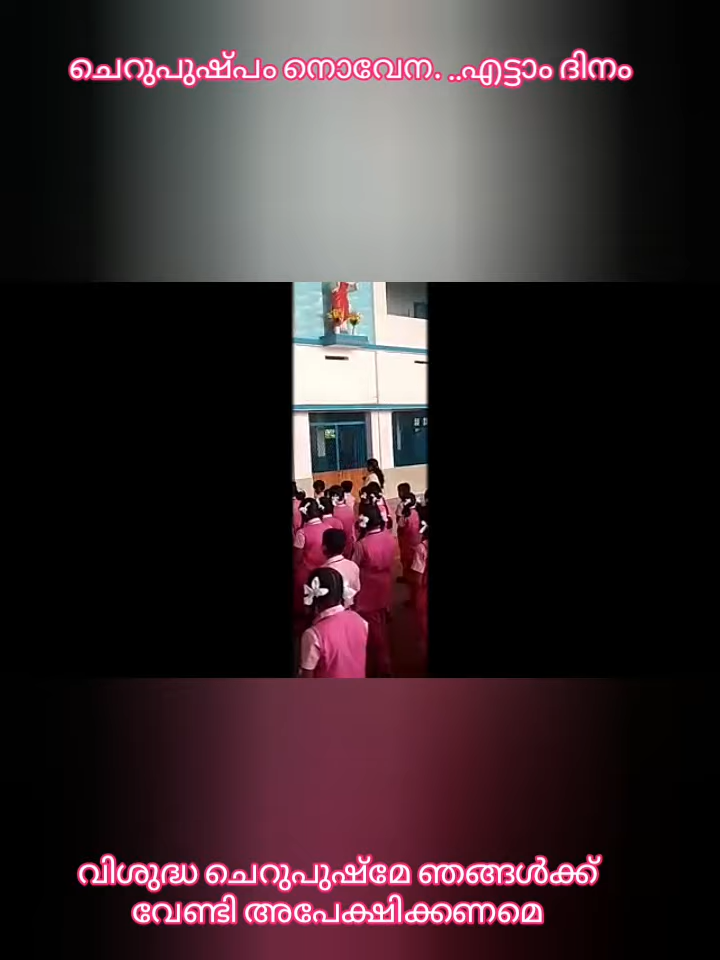 ചെറുപുഷ്പം നൊവേന. ..എട്ടാം ദിനം
വിശുദ്ധ ചെറുപുഷ്മേ ഞങ്ങൾക്ക്
വേണ്ടി അപേക്ഷിക്കണമെ